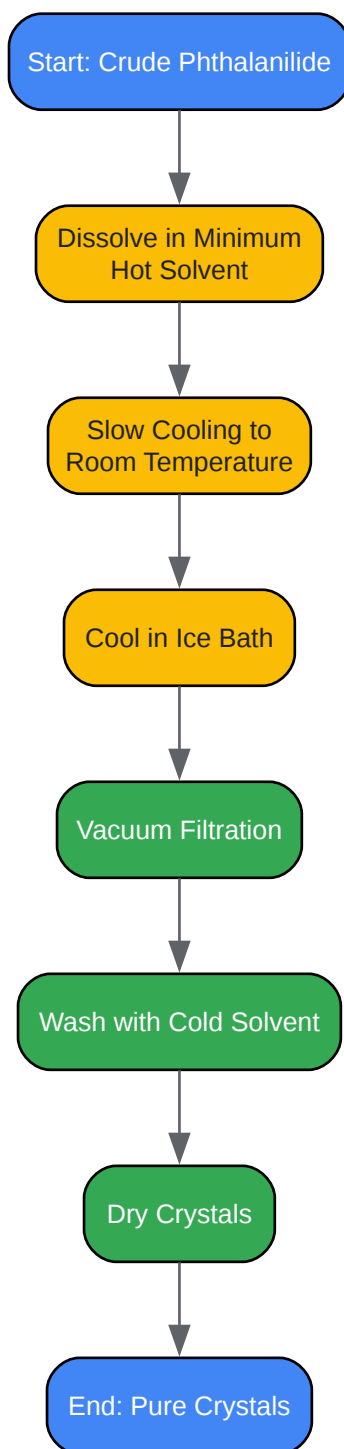 Start: Crude Phthalanilide
Dissolve in Minimum
Hot Solvent
Slow Cooling to
Room Temperature
Cool in Ice Bath
Vacuum Filtration
Wash with Cold Solvent
Dry Crystals
End: Pure Crystals